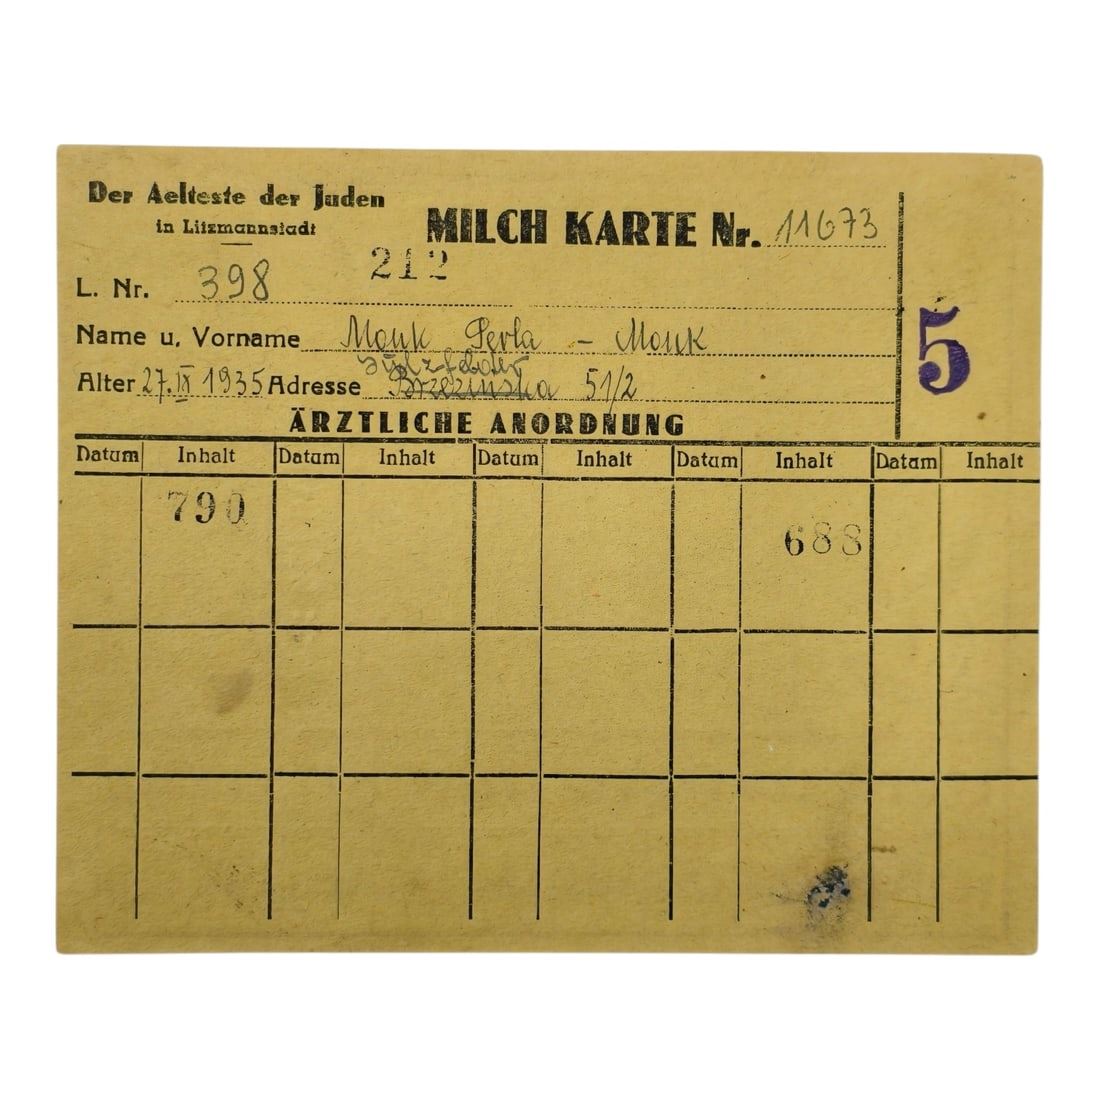 Der Aelteste der Juden
in Litzmannstadt
MILCH KARTE Nr. 11673
212
L. Nr. 398
5
Name u. Vorname Monk Perla - Monk
Sulzfelder
Alter 27.IX 1935 Adresse Brzezinska 51/2
ÄRZTLICHE ANORDNUNG
Datum Inhalt Datum Inhalt Datum Inhalt Datum Inhalt Datum Inhalt
790
688